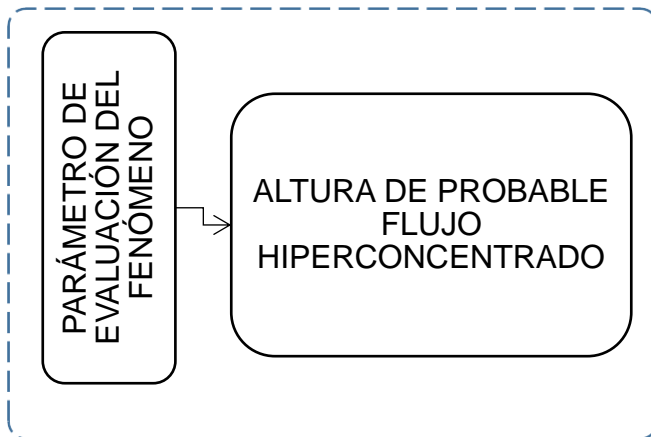 PARÁMETRO DE
EVALUACIÓN DEL
FENÓMENO
ALTURA DE PROBABLE
FLUJO
HIPERCONCENTRADO